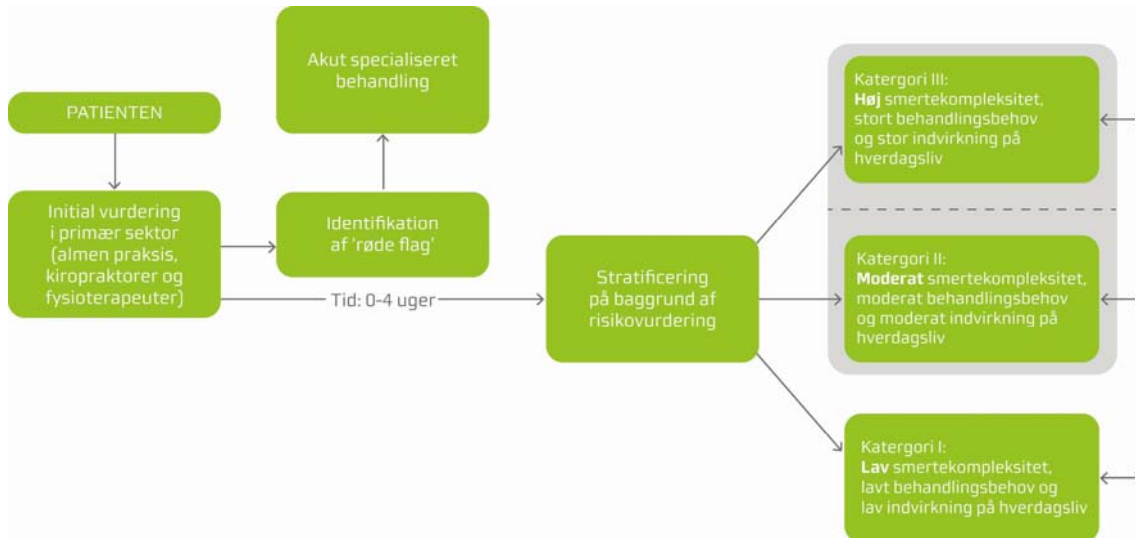 PATIENTEN
Initial vurdering
i primær sektor
(almen praksis,
kiropraktorer og
fysioterapeuter)
Akut specialiseret
behandling
Identifikation
af 'røde flag'
Tid: 0-4 uger
Stratificering
på baggrund af
risikovurdering
Katergori III:
Høj smertekompleksitet,
stort behandlingsbehov
og stor indvirkning på
hverdagsliv
Katergori II:
Moderat smertekompleksitet,
moderat behandlingsbehov
og moderat indvirkning på
hverdagsliv
Katergori I:
Lav smertekompleksitet,
lavt behandlingsbehov og
lav indvirkning på hverdagsliv